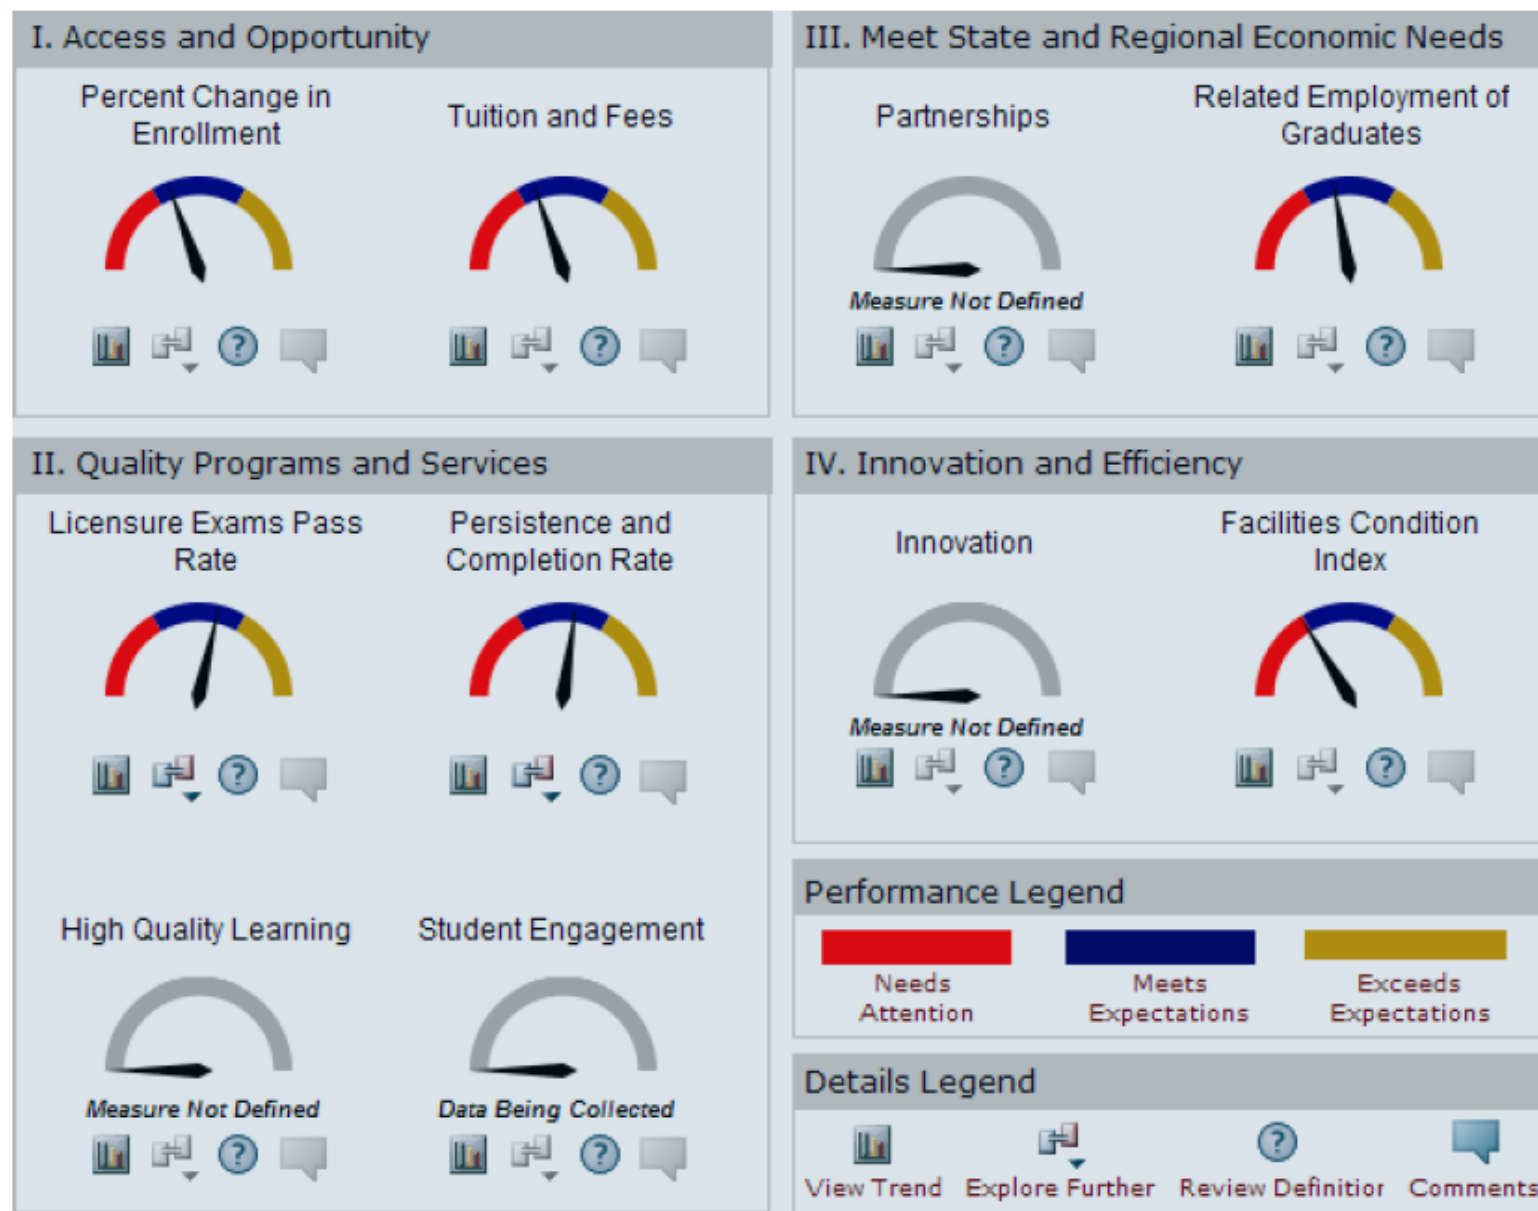 I. Access and Opportunity
Percent Change in
Enrollment
Tuition and Fees
II. Quality Programs and Services
Licensure Exams Pass
Rate
Persistence and
Completion Rate
High Quality Learning
Measure Not Defined
Student Engagement
Data Being Collected
III. Meet State and Regional Economic Needs
Partnerships
Measure Not Defined
Related Employment of
Graduates
IV. Innovation and Efficiency
Innovation
Measure Not Defined
Facilities Condition
Index
Performance Legend
Needs
Attention
Meets
Expectations
Exceeds
Expectations
Details Legend
View Trend
Explore Further
Review Definitior
Comments